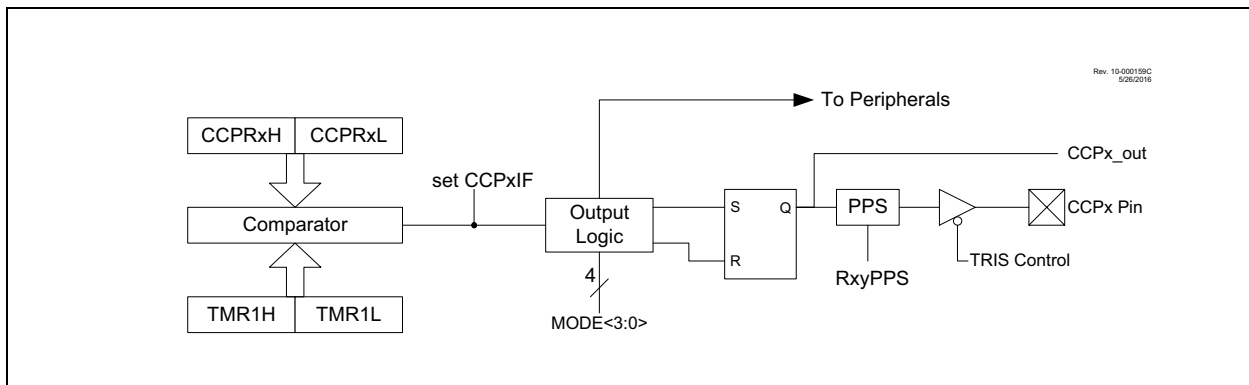 Rev. 10-000159C
5/26/2016
To Peripherals
CCPRxH CCPRxL
CCPx_out
set CCPxIF
S Q
PPS
CCPx Pin
Comparator
Output
Logic
R
TRIS Control
4
RxyPPS
TMR1H TMR1L
MODE<3:0>